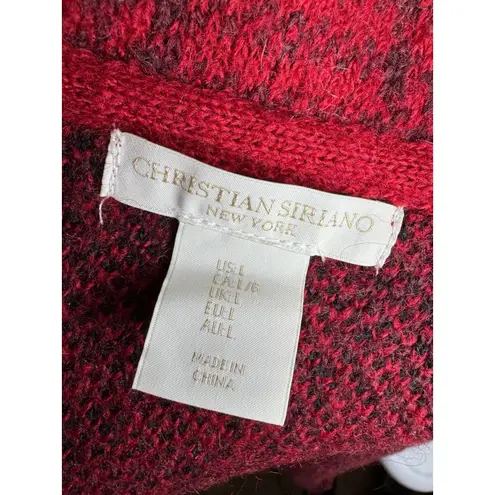 CHRISTIAN SIRIANO
NEW YORK
US:L
CA:L/G
UK:L
EU:L
AU:L
MADE IN
CHINA